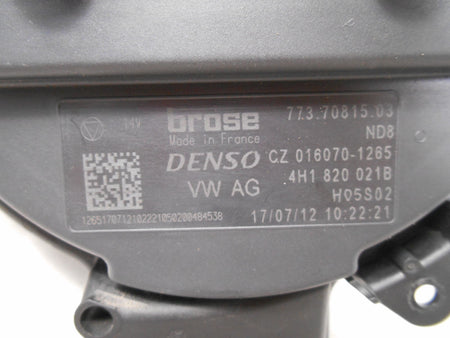 14V brose 773.70815.03
Made in France ND8
DENSO CZ 016070-1265
VW AG 4H1 820 021B
H05S02
1265170712102221050200484538 17/07/12 10:22:21